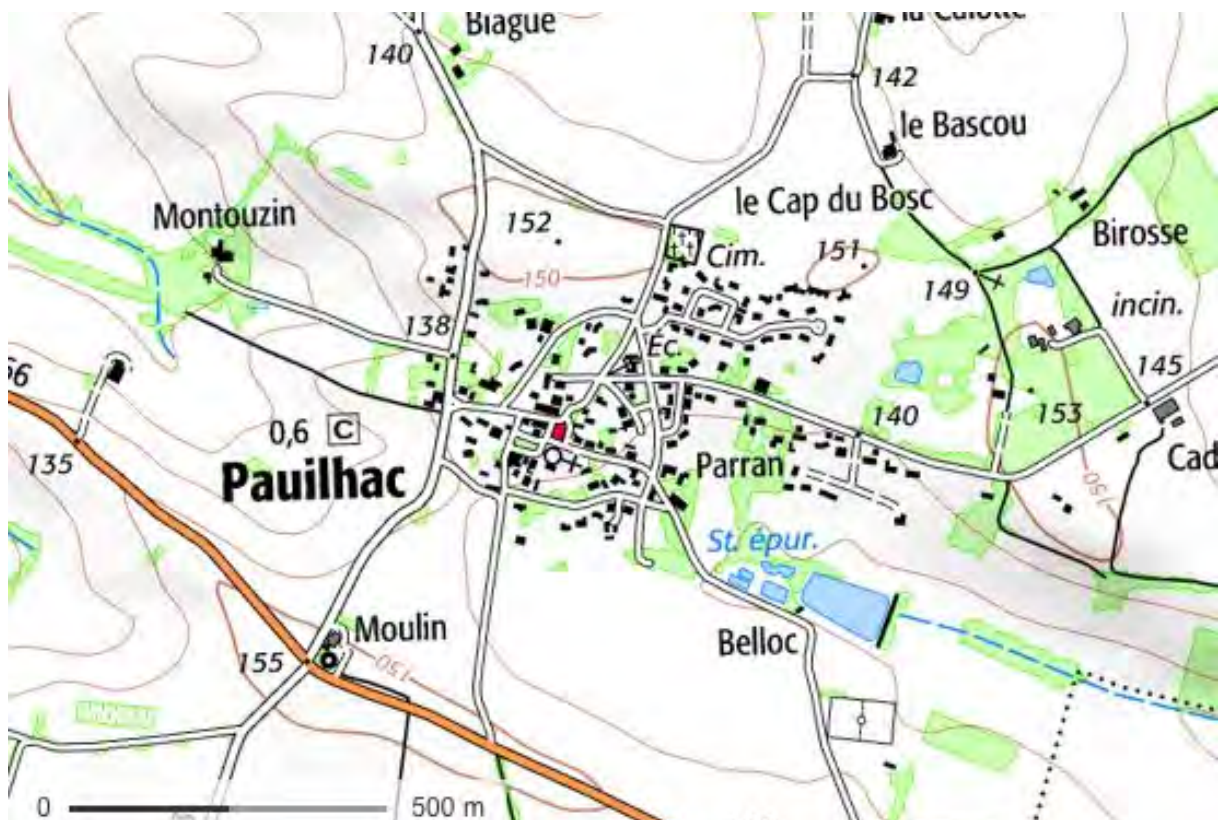 Biague
140
142
le Bascou
Montouzin
152
le Cap du Bosc
Cim.
151
Birosse
150
149
incin.
138
Éc.
145
0,6 C
140
153
135
Pauilhac
Parran
Cad
150
St. épur.
Moulin
Belloc
155
150
0 500 m